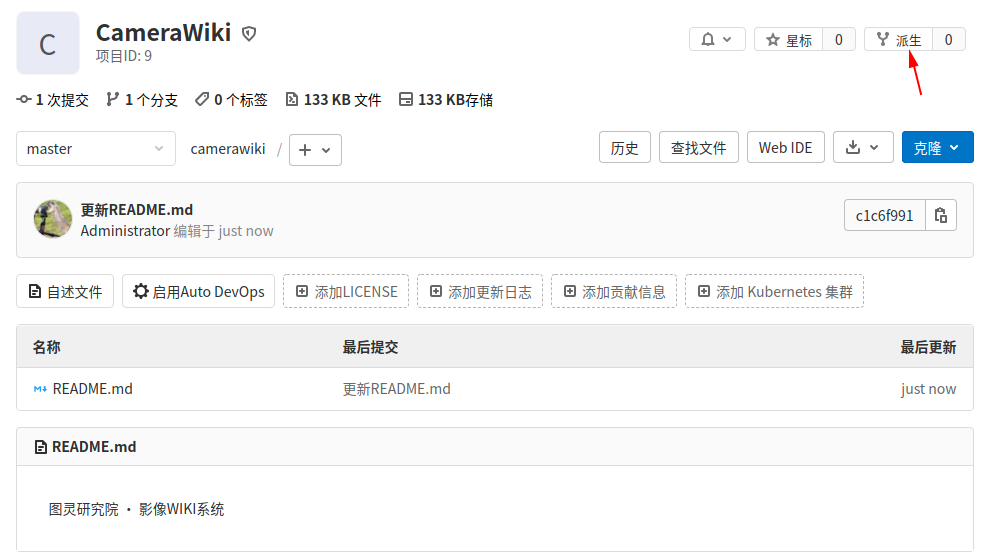 C
CameraWiki
项目ID: 9
星标 0
派生 0
1 次提交 1 个分支 0 个标签 133 KB 文件 133 KB存储
master camerawiki / + 历史 查找文件 Web IDE 克隆
更新README.md
Administrator 编辑于 just now
c1c6f991
自述文件 启用Auto DevOps 添加LICENSE 添加更新日志 添加贡献信息 添加 Kubernetes 集群
名称 最后提交 最后更新
README.md 更新README.md just now
README.md
图灵研究院 · 影像WIKI系统